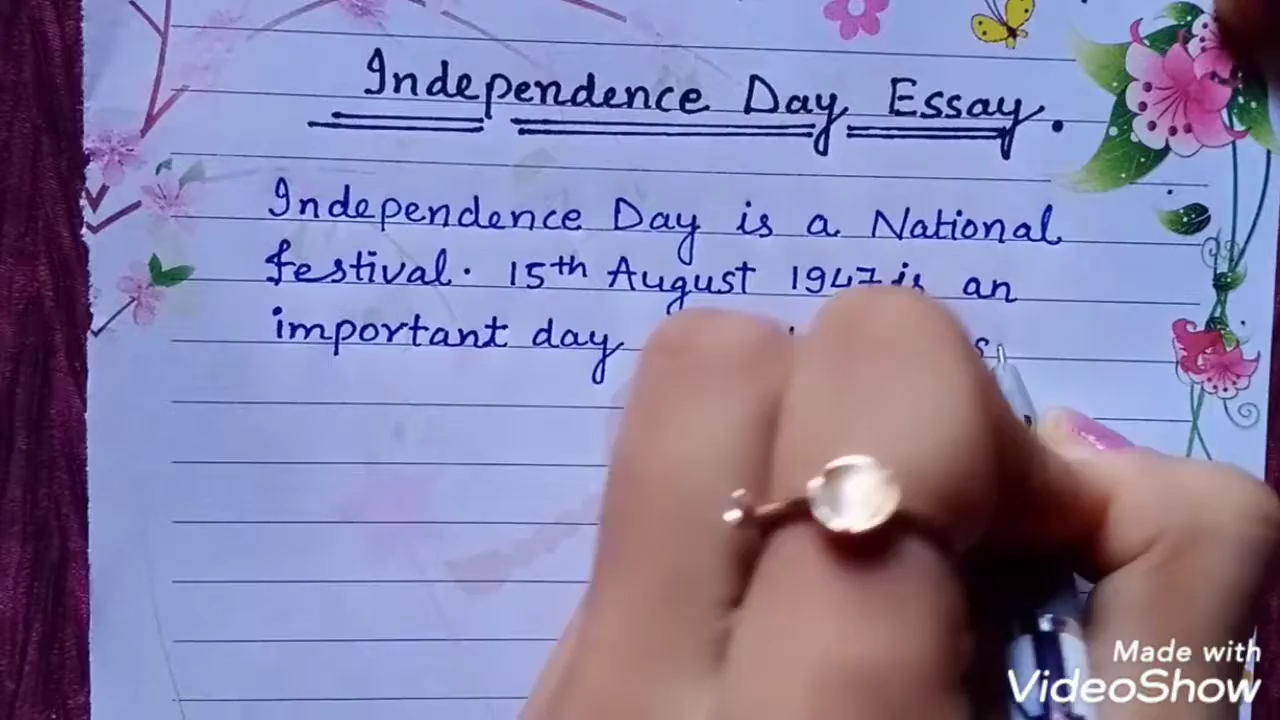 Independence Day Essay.
Independence Day is a National
festival. 15th August 1947 is an
important day
Made with
VideoShow